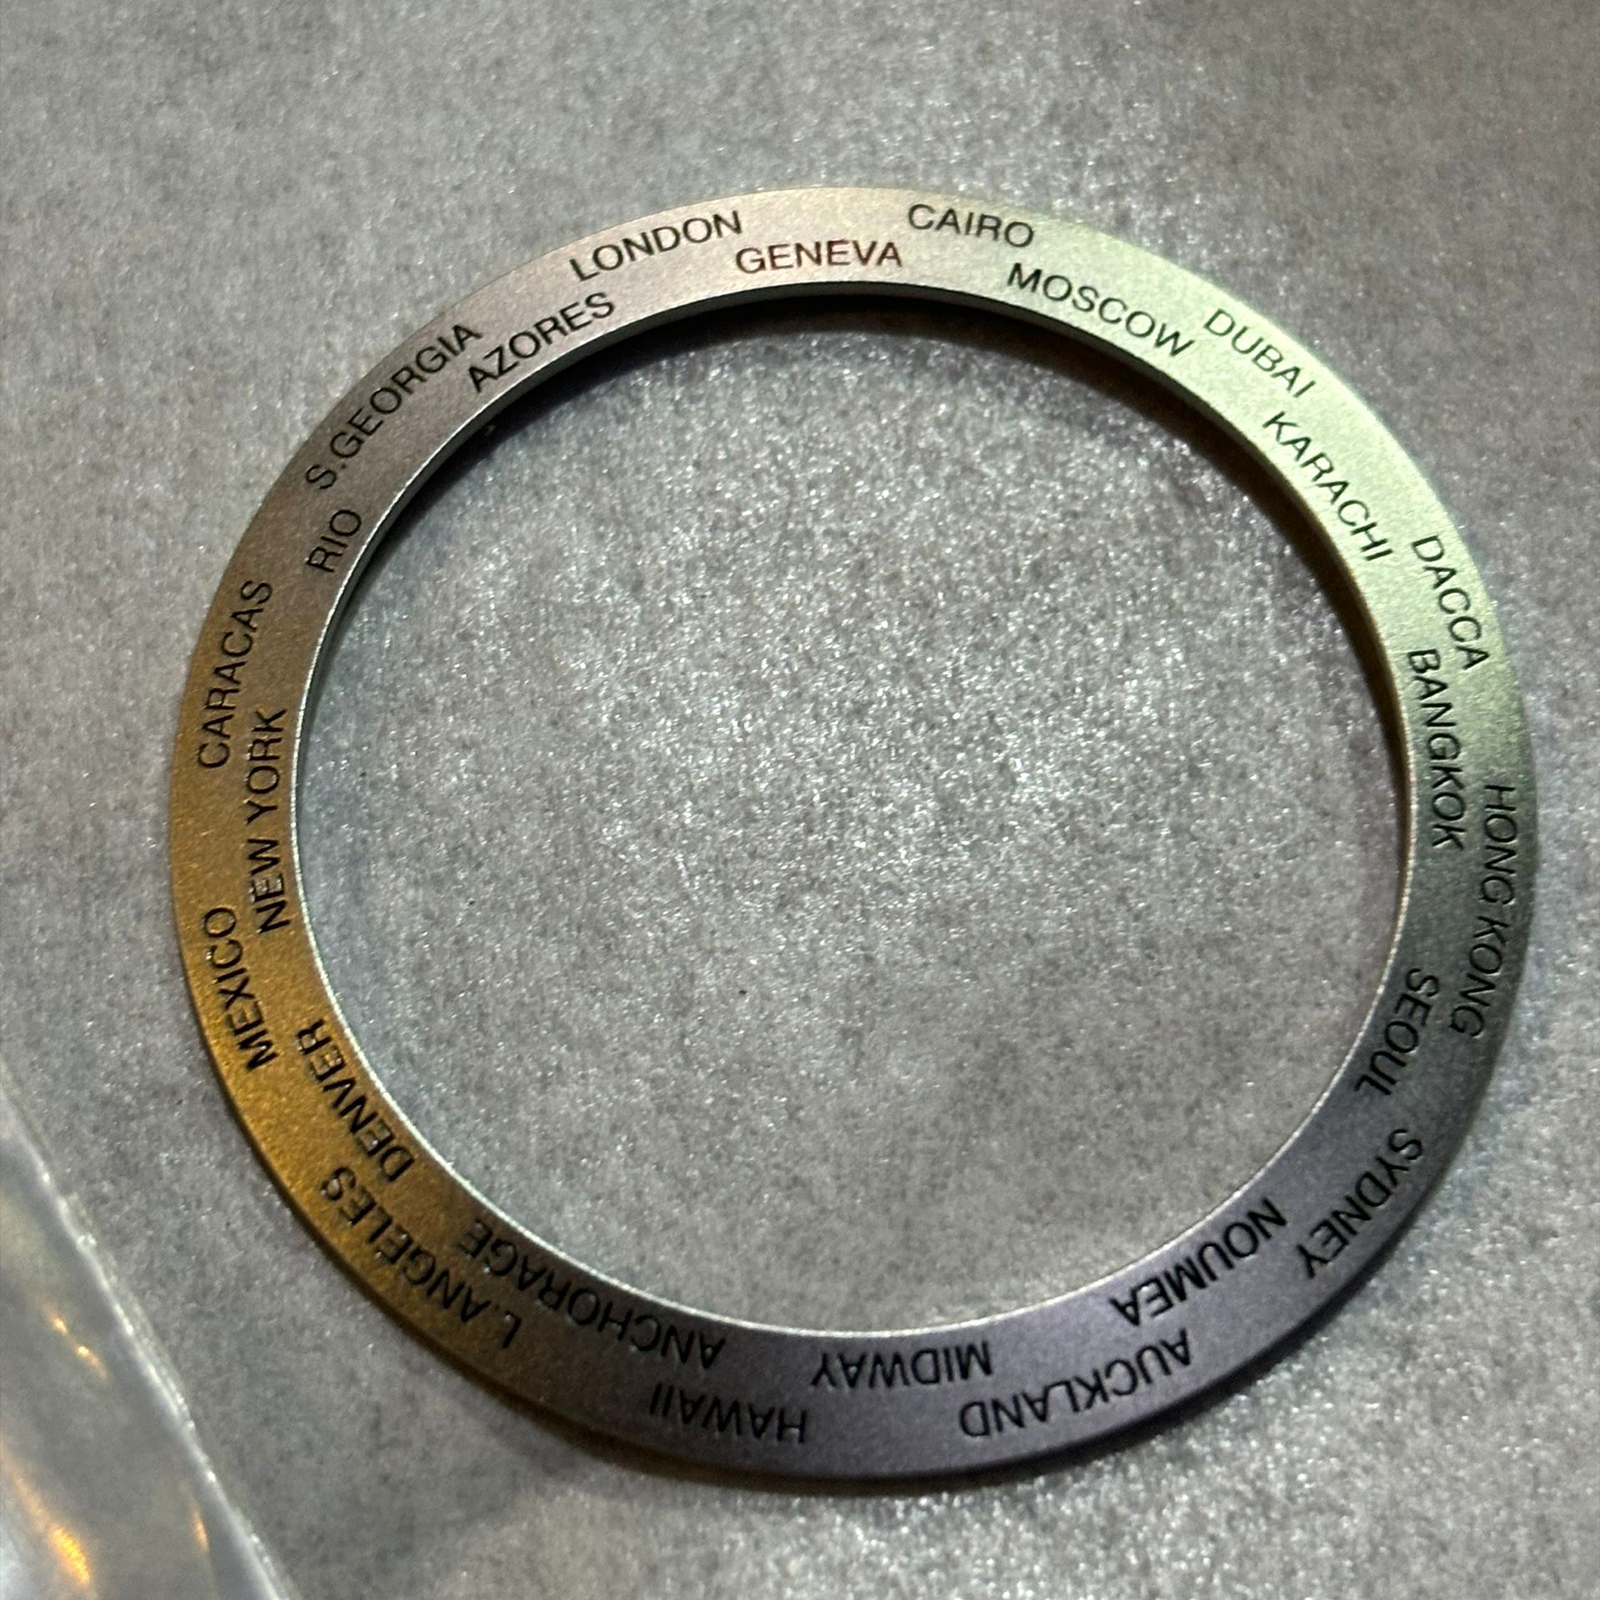 LONDON
GENEVA
CAIRO
MOSCOW
DUBAI
KARACHI
DACCA
BANGKOK
HONG KONG
SEOUL
SYDNEY
NOUMEA
AUCKLAND
MIDWAY
HAWAII
ANCHORAGE
L.ANGELES
DENVER
MEXICO
NEW YORK
CARACAS
RIO
S.GEORGIA
AZORES